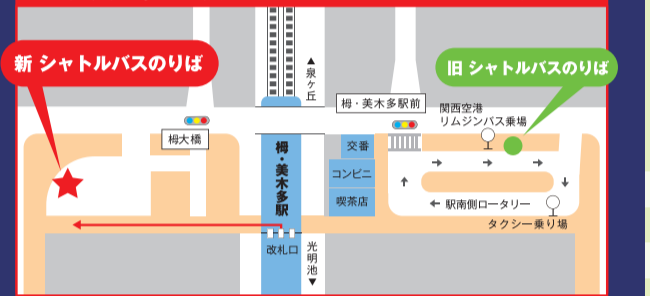 新 シャトルバスのりば
旧 シャトルバスのりば
▲泉ヶ丘
栂・美木多駅前
関西空港
リムジンバス乗場
栂大橋
栂・美木多駅
交番
コンビニ
喫茶店
駅南側ロータリー
タクシー乗り場
改札口
光明池▼